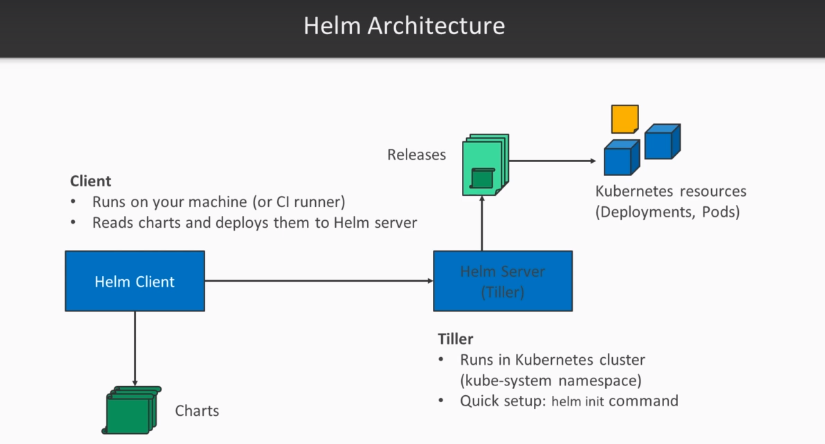 Helm Architecture
Releases
Kubernetes resources
(Deployments, Pods)
Client
• Runs on your machine (or CI runner)
• Reads charts and deploys them to Helm server
Helm Client
Helm Server
(Tiller)
Tiller
• Runs in Kubernetes cluster
(kube-system namespace)
• Quick setup: helm init command
Charts